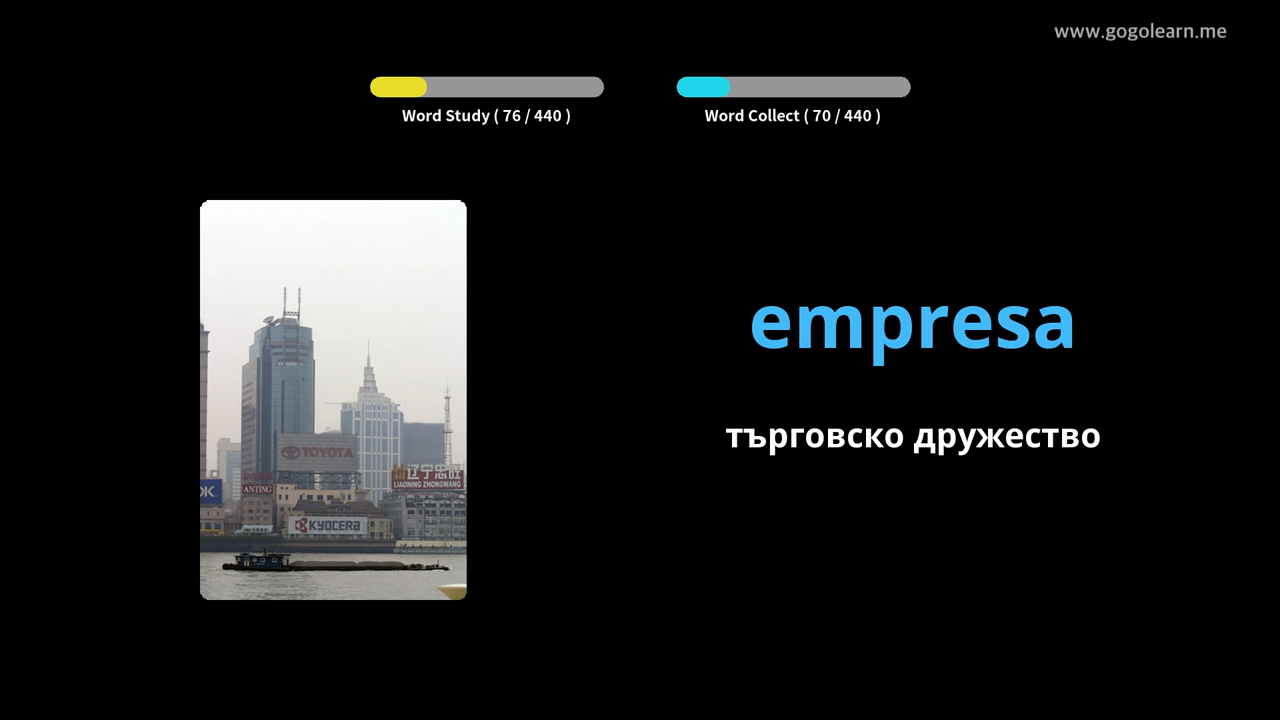 www.gogolearn.me
Word Study ( 76 / 440 )
Word Collect ( 70 / 440 )
empresa
търговско дружество
TOYOTA
辽宁忠旺
LIAONING ZHONGWANG
ANTING
KYOCERA